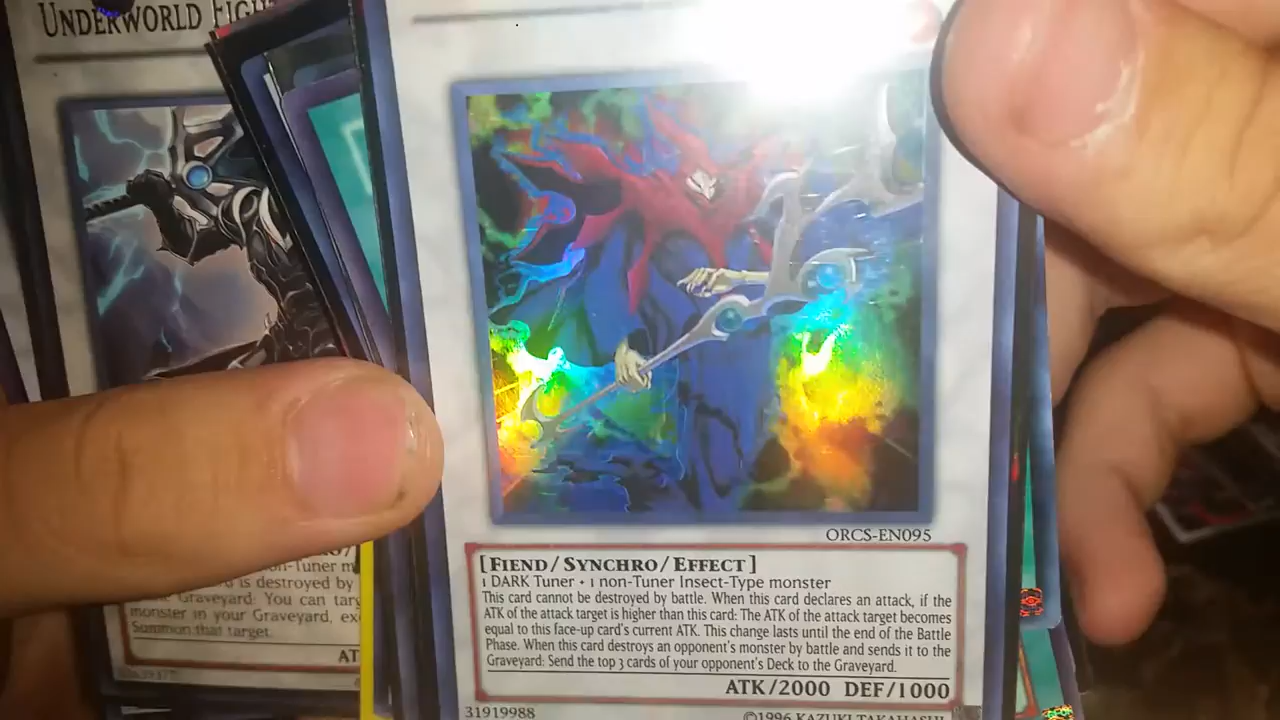 UNDERWORLD FIG
is destroyed by
Graveyard: You can
monster in your Graveyard,
Summon that target.
AT
ORCS-EN095
[FIEND/SYNCHRO/EFFECT]
1 DARK Tuner + 1 non-Tuner Insect-Type monster
This card cannot be destroyed by battle. When this card declares an attack, if the
ATK of the attack target is higher than this card: The ATK of the attack target becomes
equal to this face-up card's current ATK. This change lasts until the end of the Battle
Phase. When this card destroys an opponent's monster by battle and sends it to the
Graveyard: Send the top 3 cards of your opponent's Deck to the Graveyard.
ATK/2000 DEF/1000
31919988
©1996 KAZUKI TAKAHASHI